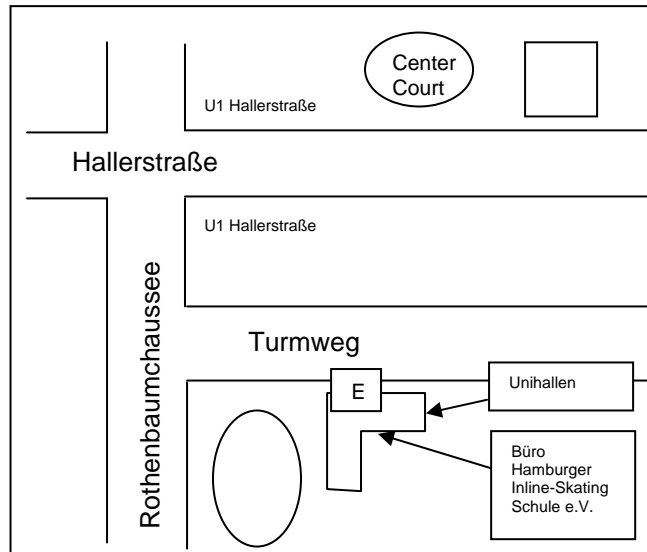 Center
Court
U1 Hallerstraße
Hallerstraße
U1 Hallerstraße
Rothenbaumchaussee
Turmweg
E
Unihallen
Büro
Hamburger
Inline-Skating
Schule e.V.